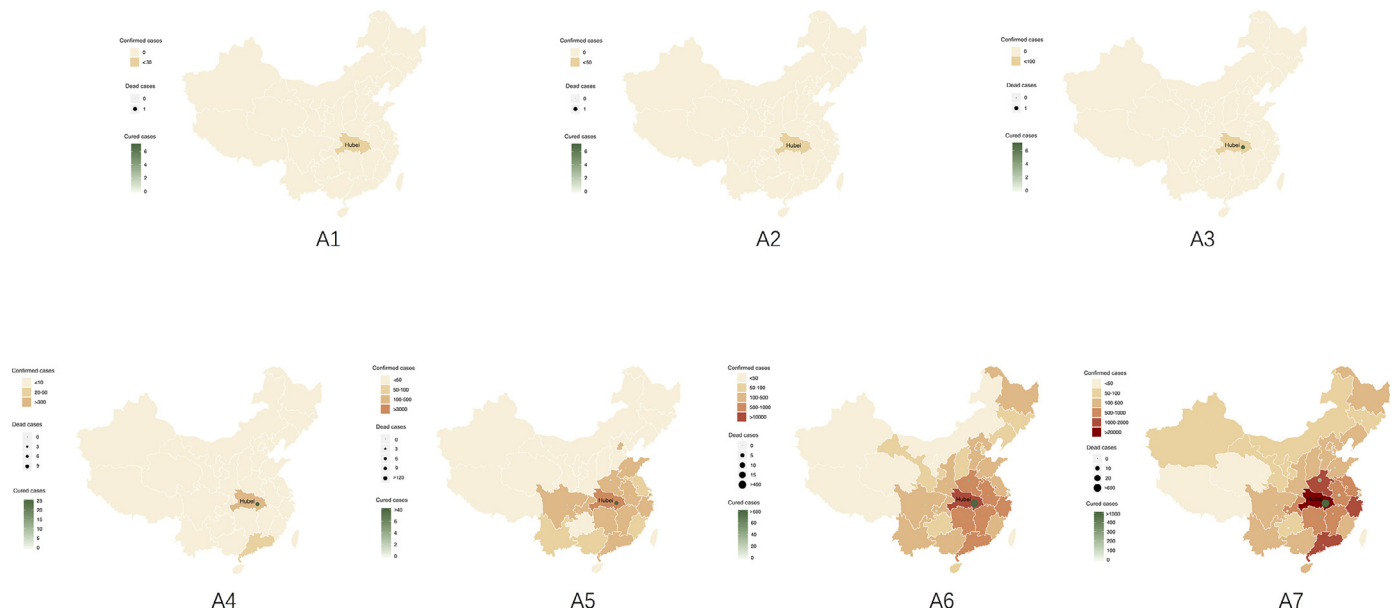 Confirmed cases
0
<30
Dead cases
0
1
Cured cases
6
4
2
0
Hubei
A1
Confirmed cases
0
<50
Dead cases
0
1
Cured cases
6
4
2
0
Hubei
A2
Confirmed cases
0
<100
Dead cases
0
1
Cured cases
6
4
2
0
Hubei
A3
Confirmed cases
<10
20-50
>300
Dead cases
0
3
6
9
Cured cases
25
20
15
10
5
0
Hubei
A4
Confirmed cases
<50
50-100
100-500
>3000
Dead cases
0
3
6
9
>120
Cured cases
>40
6
4
2
0
Hubei
A5
Confirmed cases
<50
50-100
100-500
500-1000
>10000
Dead cases
0
5
10
15
>400
Cured cases
>500
60
40
20
0
Hubei
A6
Confirmed cases
<50
50-100
100-500
500-1000
1000-2000
>20000
Dead cases
0
10
20
>600
Cured cases
>1000
400
300
200
100
0
Hubei
A7